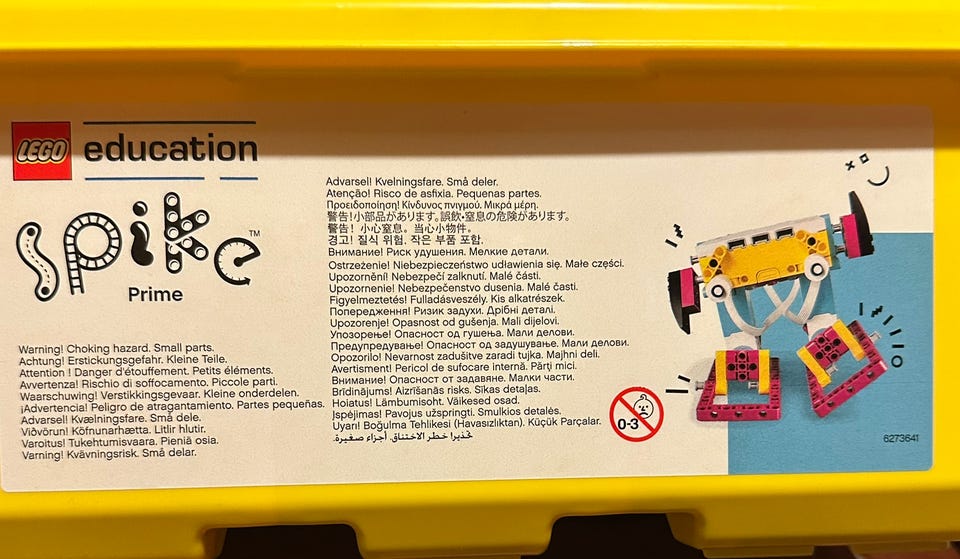 LEGO education
spike™
Prime
Warning! Choking hazard. Small parts.
Achtung! Erstickungsgefahr. Kleine Teile.
Attention ! Danger d'étouffement. Petits éléments.
Avvertenza! Rischio di soffocamento. Piccole parti.
Waarschuwing! Verstikkingsgevaar. Kleine onderdelen.
¡Advertencia! Peligro de atragantamiento. Partes pequeñas.
Advarsel! Kvælningsfare. Små dele.
Viðvörun! Köfnunarhætta. Litlir hlutir.
Varoitus! Tukehtumisvaara. Pieniä osia.
Varning! Kvävningsrisk. Små delar.
Advarsel! Kvelningsfare. Små deler.
Atenção! Risco de asfixia. Pequenas partes.
Προειδοποίηση! Κίνδυνος πνιγμού. Μικρά μέρη.
警告!小部品があります。誤飲・窒息の危険があります。
警告! 小心窒息。当心小物件。
경고! 질식 위험. 작은 부품 포함.
Внимание! Риск удушения. Мелкие детали.
Ostrzeżenie! Niebezpieczeństwo udławienia się. Małe części.
Upozornění! Nebezpečí zalknutí. Malé části.
Upozornenie! Nebezpečenstvo dusenia. Malé časti.
Figyelmeztetés! Fulladásveszély. Kis alkatrészek.
Попередження! Ризик задухи. Дрібні деталі.
Upozorenje! Opasnost od gušenja. Mali dijelovi.
Упозорење! Опасност од гушења. Мали делови.
Предупредување! Опасност од задушување. Мали делови.
Opozorilo! Nevarnost zadušitve zaradi tujka. Majhni deli.
Avertisment! Pericol de sufocare internă. Părţi mici.
Внимание! Опасност от задавяне. Малки части.
Brīdinājums! Aizrīšanās risks. Sīkas detaļas.
Hoiatus! Lämbumisoht. Väikesed osad.
Įspėjimas! Pavojus užspringti. Smulkios detalės.
Uyarı! Boğulma Tehlikesi (Havasızlıktan). Küçük Parçalar.
تحذير! خطر الاختناق. أجزاء صغيرة.
0-3
6273641